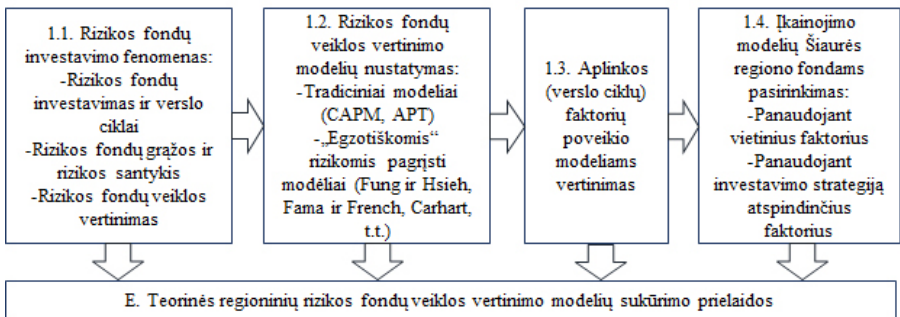 1.1. Rizikos fondų
investavimo fenomenas:
-Rizikos fondų
investavimas ir verslo
ciklai
-Rizikos fondų grąžos ir
rizikos santykis
-Rizikos fondų veiklos
vertinimas
1.2. Rizikos fondų
veiklos vertinimo
modelių nustatymas:
-Tradiciniai modeliai
(CAPM, APT)
-„Egzotiškomis“
rizikomis pagrįsti
modėliai (Fung ir Hsieh,
Fama ir French, Carhart,
t.t.)
1.3. Aplinkos
(verslo ciklų)
faktorių
poveikio
modeliams
vertinimas
1.4. Įkainojimo
modelių Šiaurės
regiono fondams
pasirinkimas:
-Panaudojant
vietinius faktorius
-Panaudojant
investavimo strategiją
atspindinčius
faktorius
E. Teorinės regioninių rizikos fondų veiklos vertinimo modelių sukūrimo prielaidos